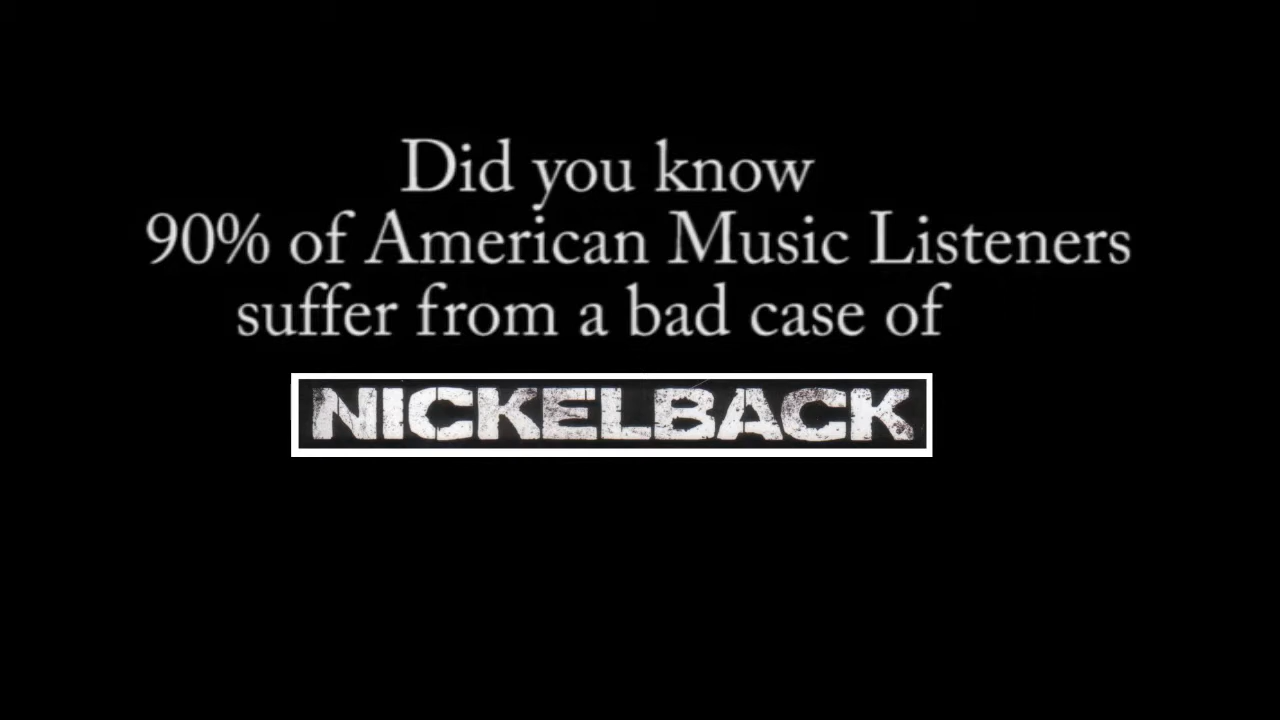 Did you know
90% of American Music Listeners
suffer from a bad case of
NICKELBACK